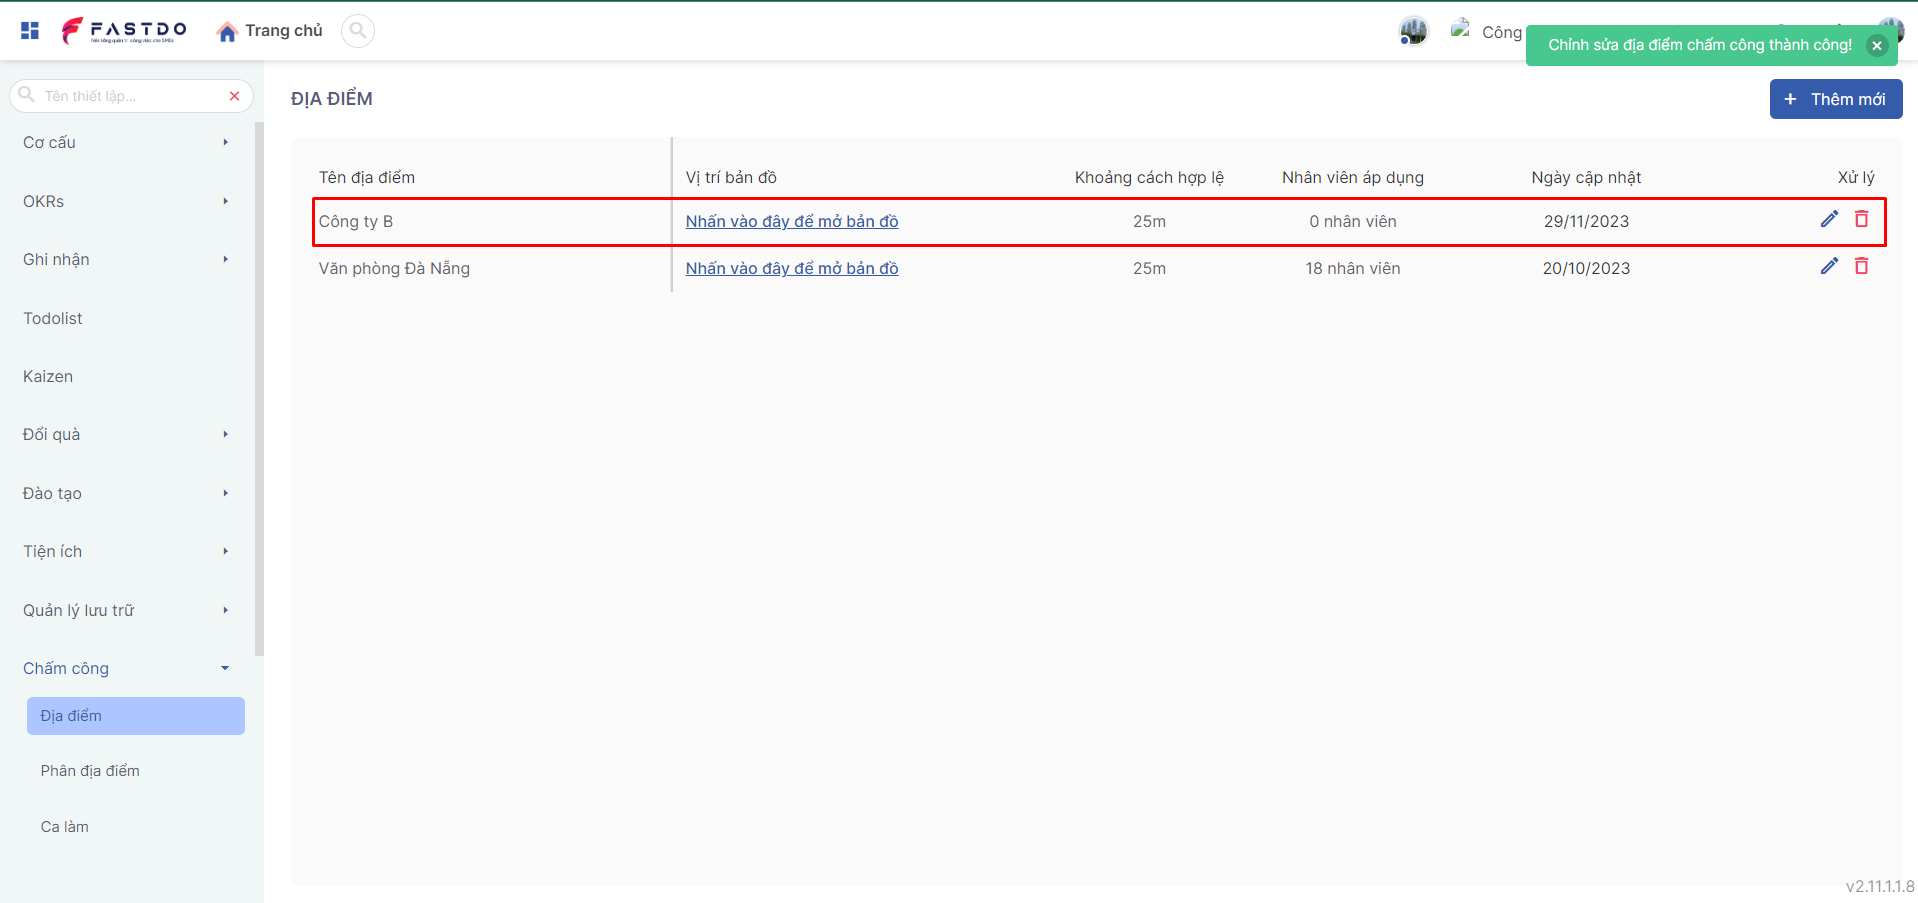 FASTDO
Trang chủ
Công
Chỉnh sửa địa điểm chấm công thành công!
Tên thiết lập...
ĐỊA ĐIỂM
+ Thêm mới
Cơ cấu
OKRs
Ghi nhận
Todolist
Kaizen
Đổi quà
Đào tạo
Tiện ích
Quản lý lưu trữ
Chấm công
Địa điểm
Phân địa điểm
Ca làm
Tên địa điểm Vị trí bản đồ Khoảng cách hợp lệ Nhân viên áp dụng Ngày cập nhật Xử lý
Công ty B Nhấn vào đây để mở bản đồ 25m 0 nhân viên 29/11/2023
Văn phòng Đà Nẵng Nhấn vào đây để mở bản đồ 25m 18 nhân viên 20/10/2023
v2.11.1.1.8